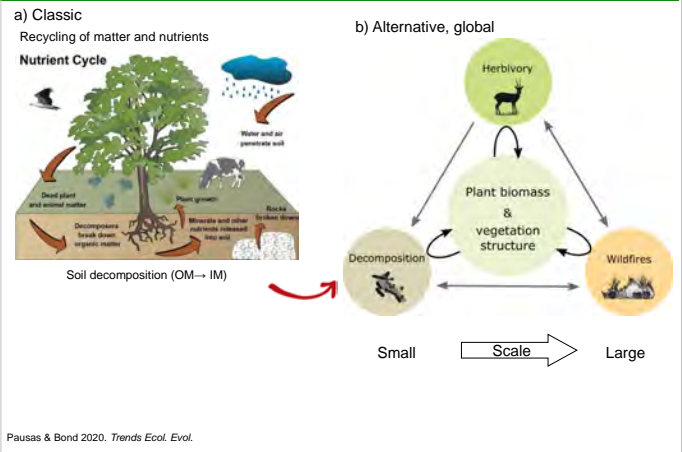 a) Classic
Recycling of matter and nutrients
Nutrient Cycle
Water and air
penetrate soil
Dead plant
and animal matter
Plant growth
Decomposers
break down
organic matter
Minerals and other
nutrients released
into soil
Rocks
broken down
Soil decomposition (OM→ IM)
b) Alternative, global
Herbivory
Plant biomass
&
vegetation
structure
Decomposition
Wildfires
Small
Scale
Large
Pausas & Bond 2020. Trends Ecol. Evol.